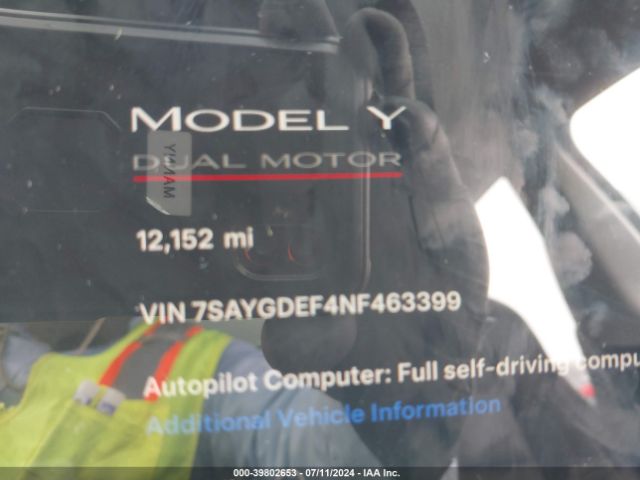 MODEL Y
DUAL MOTOR
12,152 mi
VIN 7SAYGDEF4NF463399
Autopilot Computer: Full self-driving compu
Additional Vehicle Information
000-39802653 - 07/11/2024 - IAA Inc.